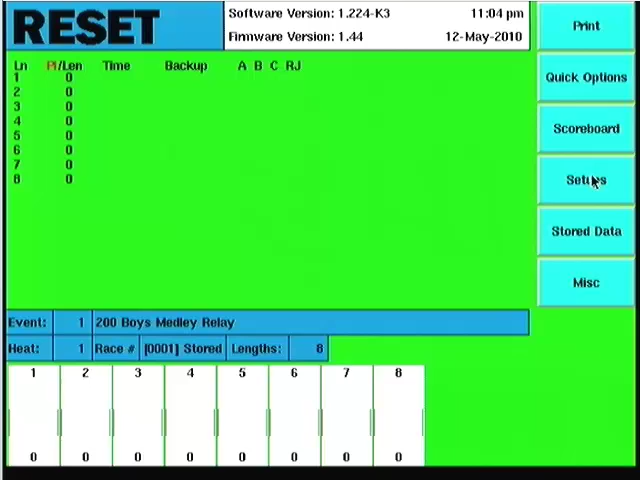 RESET
Software Version: 1.224-K3 11:04 pm
Firmware Version: 1.44 12-May-2010
Print
Quick Options
Scoreboard
Setups
Stored Data
Misc
Ln Pl/Len Time Backup A B C RJ
1 0
2 0
3 0
4 0
5 0
6 0
7 0
8 0
Event: 1 200 Boys Medley Relay
Heat: 1 Race # [0001] Stored Lengths: 8
1 2 3 4 5 6 7 8
0 0 0 0 0 0 0 0